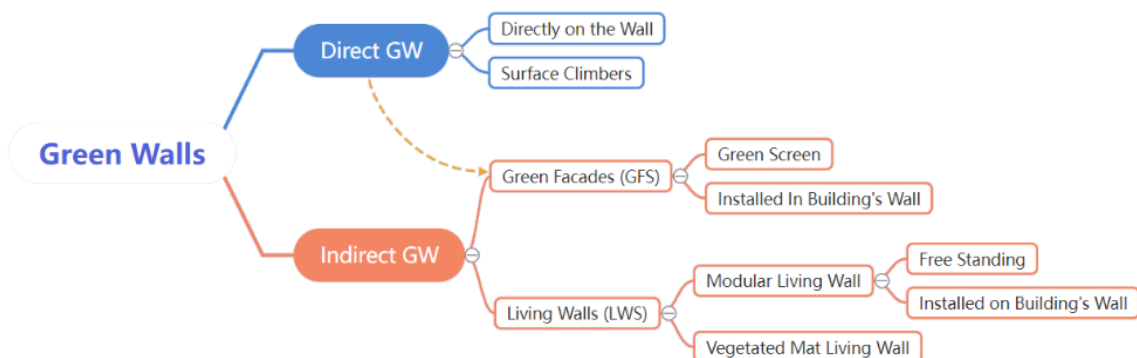 Green Walls
Direct GW
Directly on the Wall
Surface Climbers
Indirect GW
Green Facades (GFS)
Green Screen
Installed In Building's Wall
Living Walls (LWS)
Modular Living Wall
Free Standing
Installed on Building's Wall
Vegetated Mat Living Wall